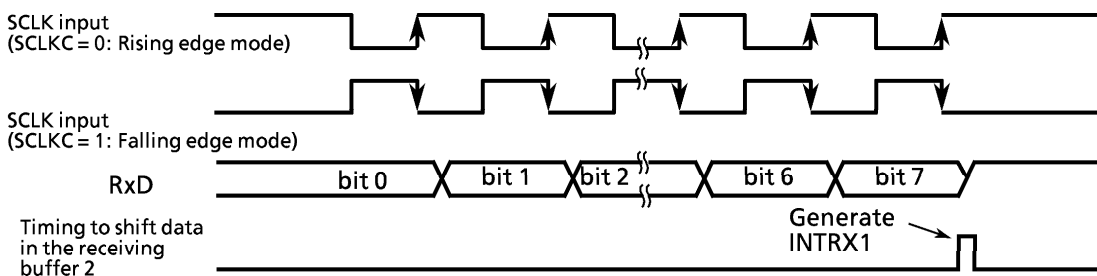 SCLK input
(SCLKC = 0: Rising edge mode)
SCLK input
(SCLKC = 1: Falling edge mode)
RxD
bit 0
bit 1
bit 2
bit 6
bit 7
Timing to shift data
in the receiving
buffer 2
Generate
INTRX1